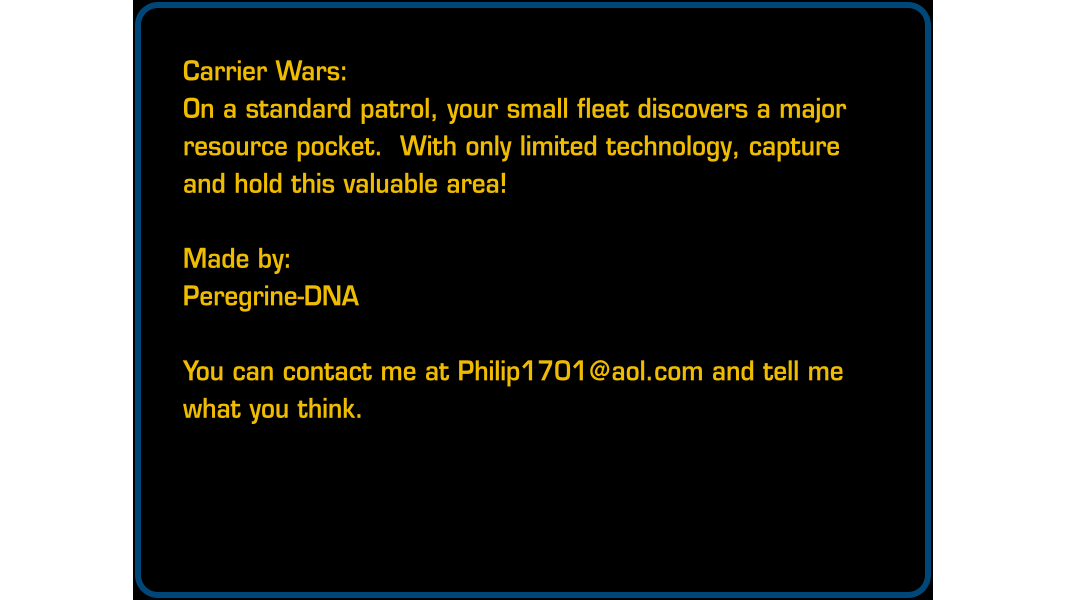 Carrier Wars:
On a standard patrol, your small fleet discovers a major
resource pocket.  With only limited technology, capture
and hold this valuable area!
Made by:
Peregrine-DNA
You can contact me at Philip1701@aol.com and tell me
what you think.